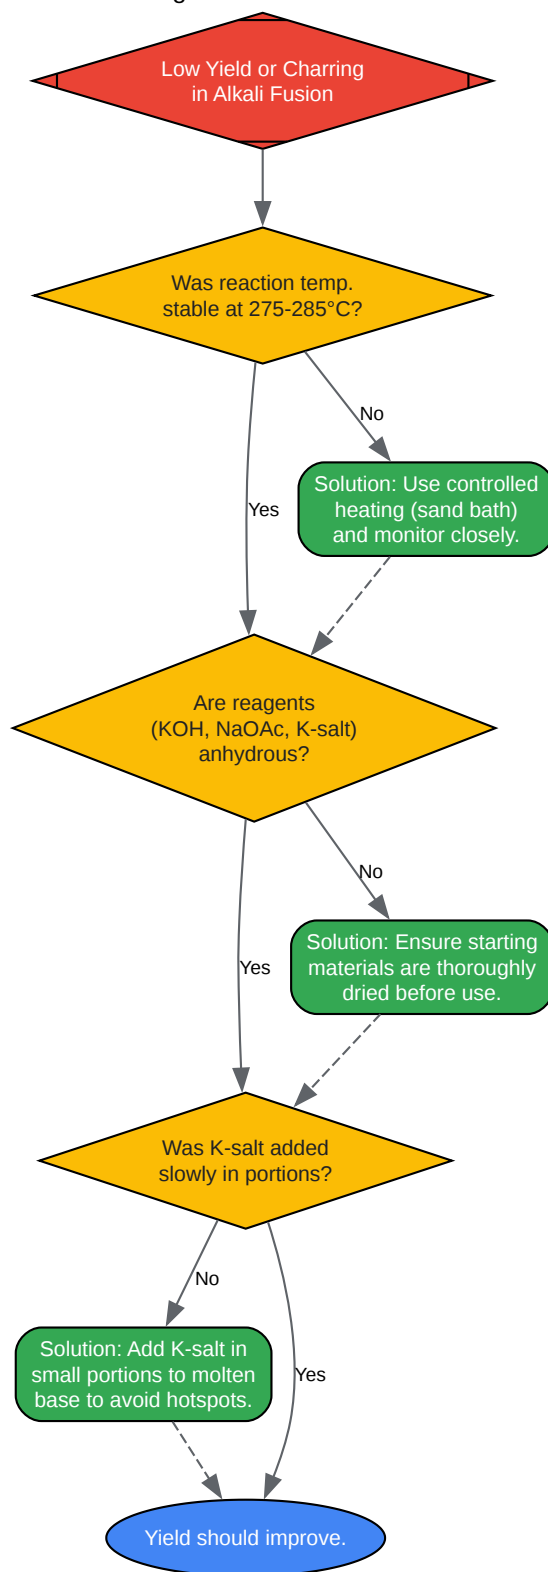 Low Yield or Charring
in Alkali Fusion
Was reaction temp.
stable at 275-285°C?
No
Solution: Use controlled
heating (sand bath)
and monitor closely.
Yes
Are reagents
(KOH, NaOAc, K-salt)
anhydrous?
No
Solution: Ensure starting
materials are thoroughly
dried before use.
Yes
Was K-salt added
slowly in portions?
No
Solution: Add K-salt in
small portions to molten
base to avoid hotspots.
Yes
Yield should improve.